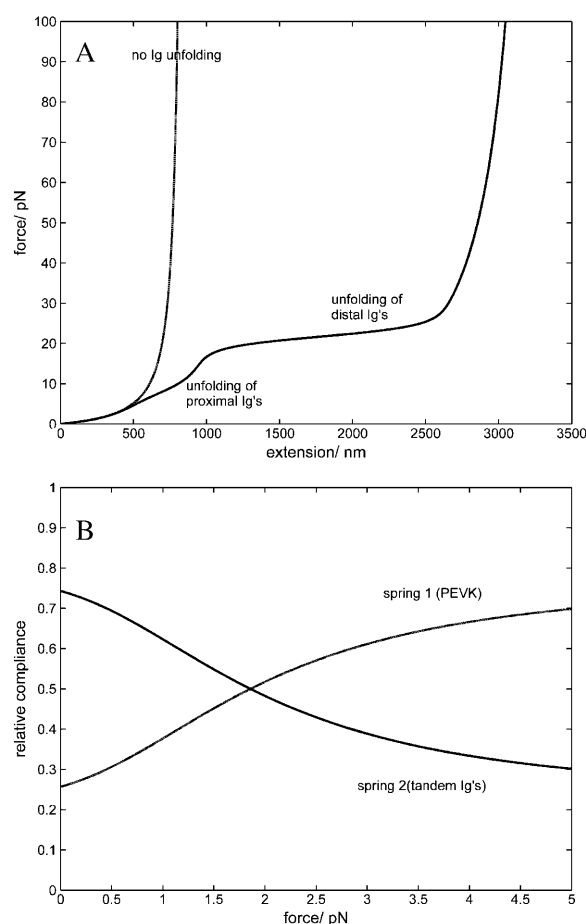 100
A
no Ig unfolding
90
80
70
60
50
40
30
20
10
0
force/ pN
unfolding of
distal Ig's
unfolding of
proximal Ig's
0 500 1000 1500 2000 2500 3000 3500
extension/ nm
1
B
0.9
0.8
0.7
0.6
0.5
0.4
0.3
0.2
0.1
0
relative compliance
spring 1 (PEVK)
spring 2(tandem Ig's)
0 0.5 1 1.5 2 2.5 3 3.5 4 4.5 5
force/ pN